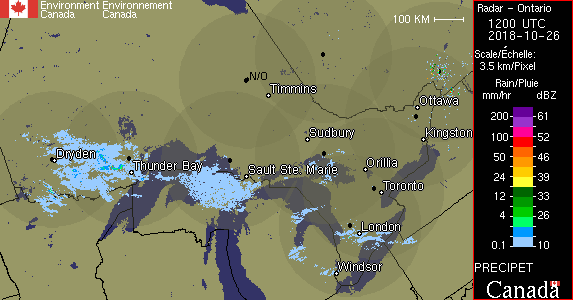 Environment Environnement
Canada Canada
Radar - Ontario
1200 UTC
2018-10-26
100 KM
Scale/Échelle:
3.5 km/Pixel
N/O
Timmins
Rain/Pluie
mm/hr dBZ
Ottawa
200 61
Sudbury
Kingston
100 52
Dryden
50 46
Thunder Bay
Sault Ste. Marie
Orillia
24 39
Toronto
12 33
4 26
London
1 20
0.1 10
Windsor
PRECIPET
Canada